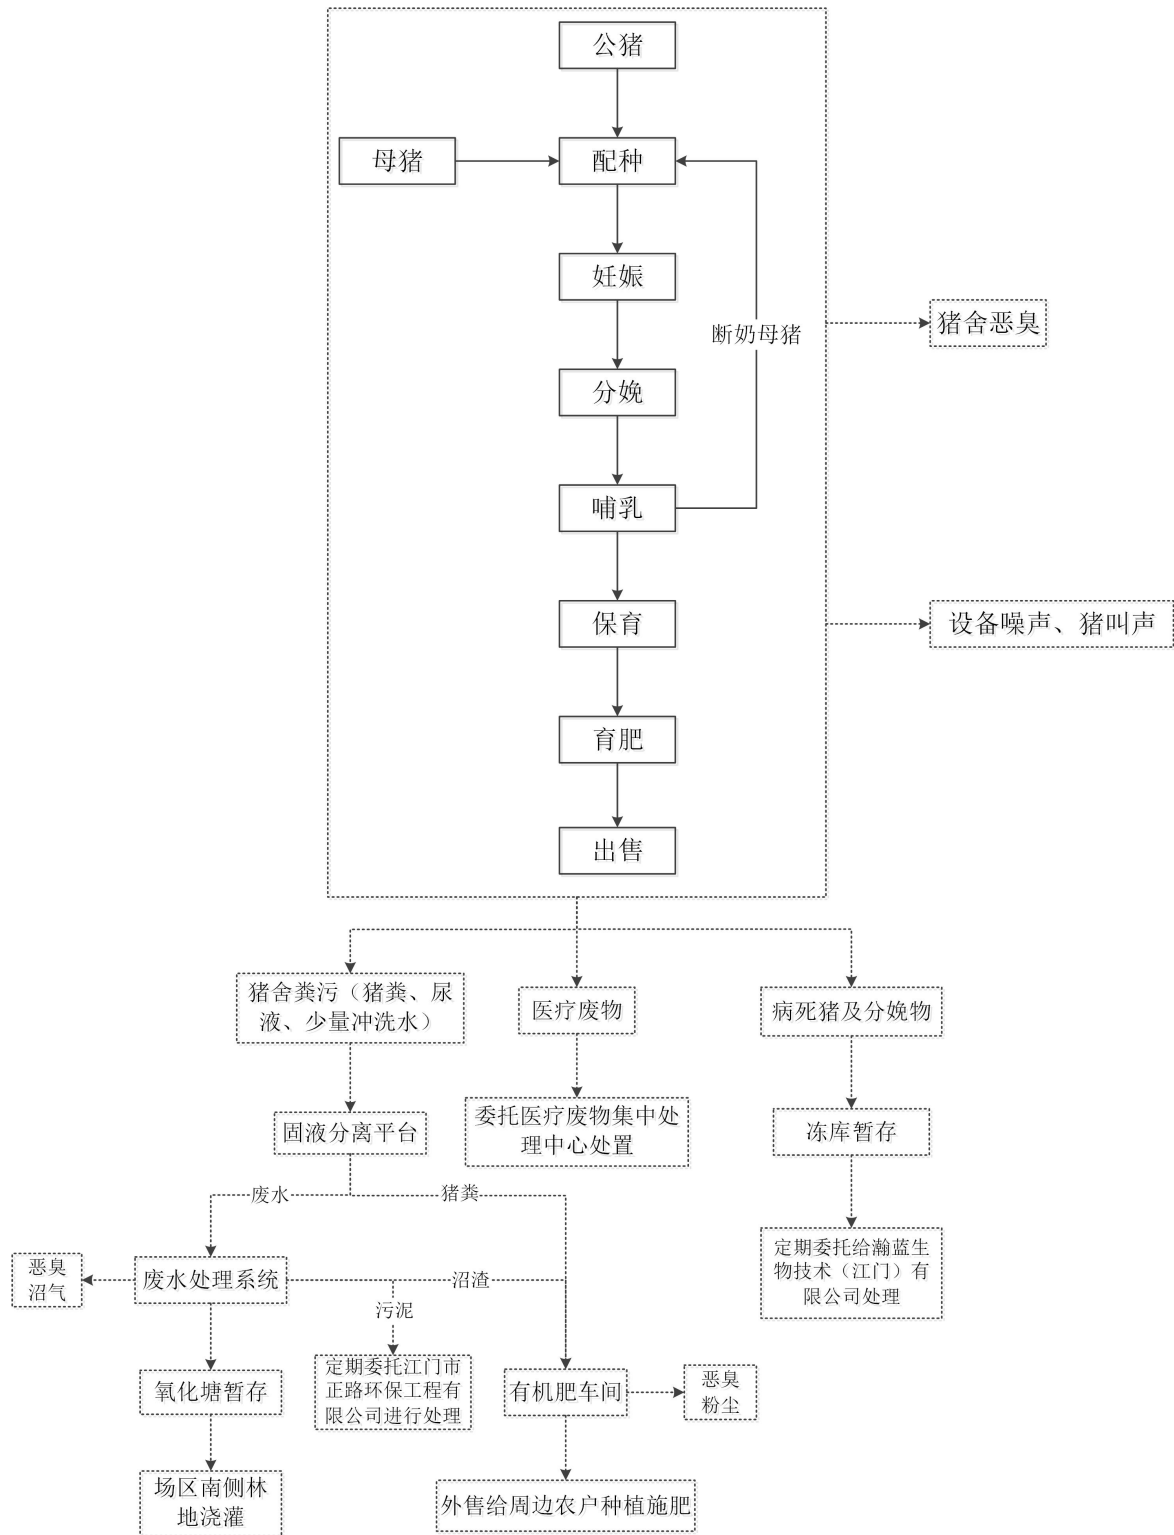 公猪
母猪
配种
妊娠
猪舍恶臭
断奶母猪
分娩
哺乳
保育
设备噪声、猪叫声
育肥
出售
猪舍粪污（猪粪、尿
液、少量冲洗水）
医疗废物
病死猪及分娩物
固液分离平台
委托医疗废物集中处
理中心处置
冻库暂存
废水
猪粪
定期委托给瀚蓝生
物技术（江门）有
限公司处理
恶臭
沼气
废水处理系统
沼渣
污泥
氧化塘暂存
定期委托江门市
正路环保工程有
限公司进行处理
有机肥车间
恶臭
粉尘
场区南侧林
地浇灌
外售给周边农户种植施肥